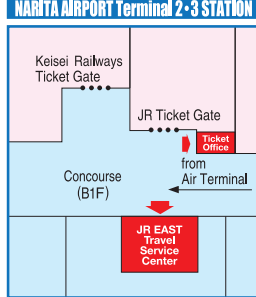 NARITA AIRPORT Terminal 2•3 STATION
Keisei Railways
Ticket Gate
JR Ticket Gate
Ticket
Office
from
Air Terminal
Concourse
(B1F)
JR EAST
Travel
Service
Center